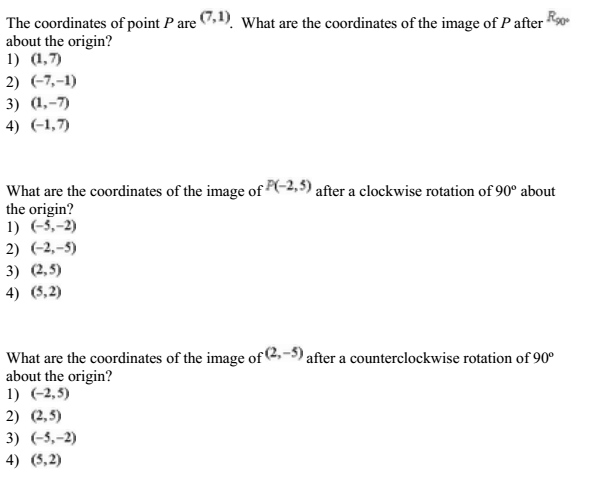 The coordinates of point P are (7,1). What are the coordinates of the image of P after R90°
about the origin?
1) (1,7)
2) (−7,−1)
3) (1,−7)
4) (−1,7)
What are the coordinates of the image of P(−2,5) after a clockwise rotation of 90º about
the origin?
1) (−5,−2)
2) (−2,−5)
3) (2,5)
4) (5,2)
What are the coordinates of the image of (2,−5) after a counterclockwise rotation of 90º
about the origin?
1) (−2,5)
2) (2,5)
3) (−5,−2)
4) (5,2)